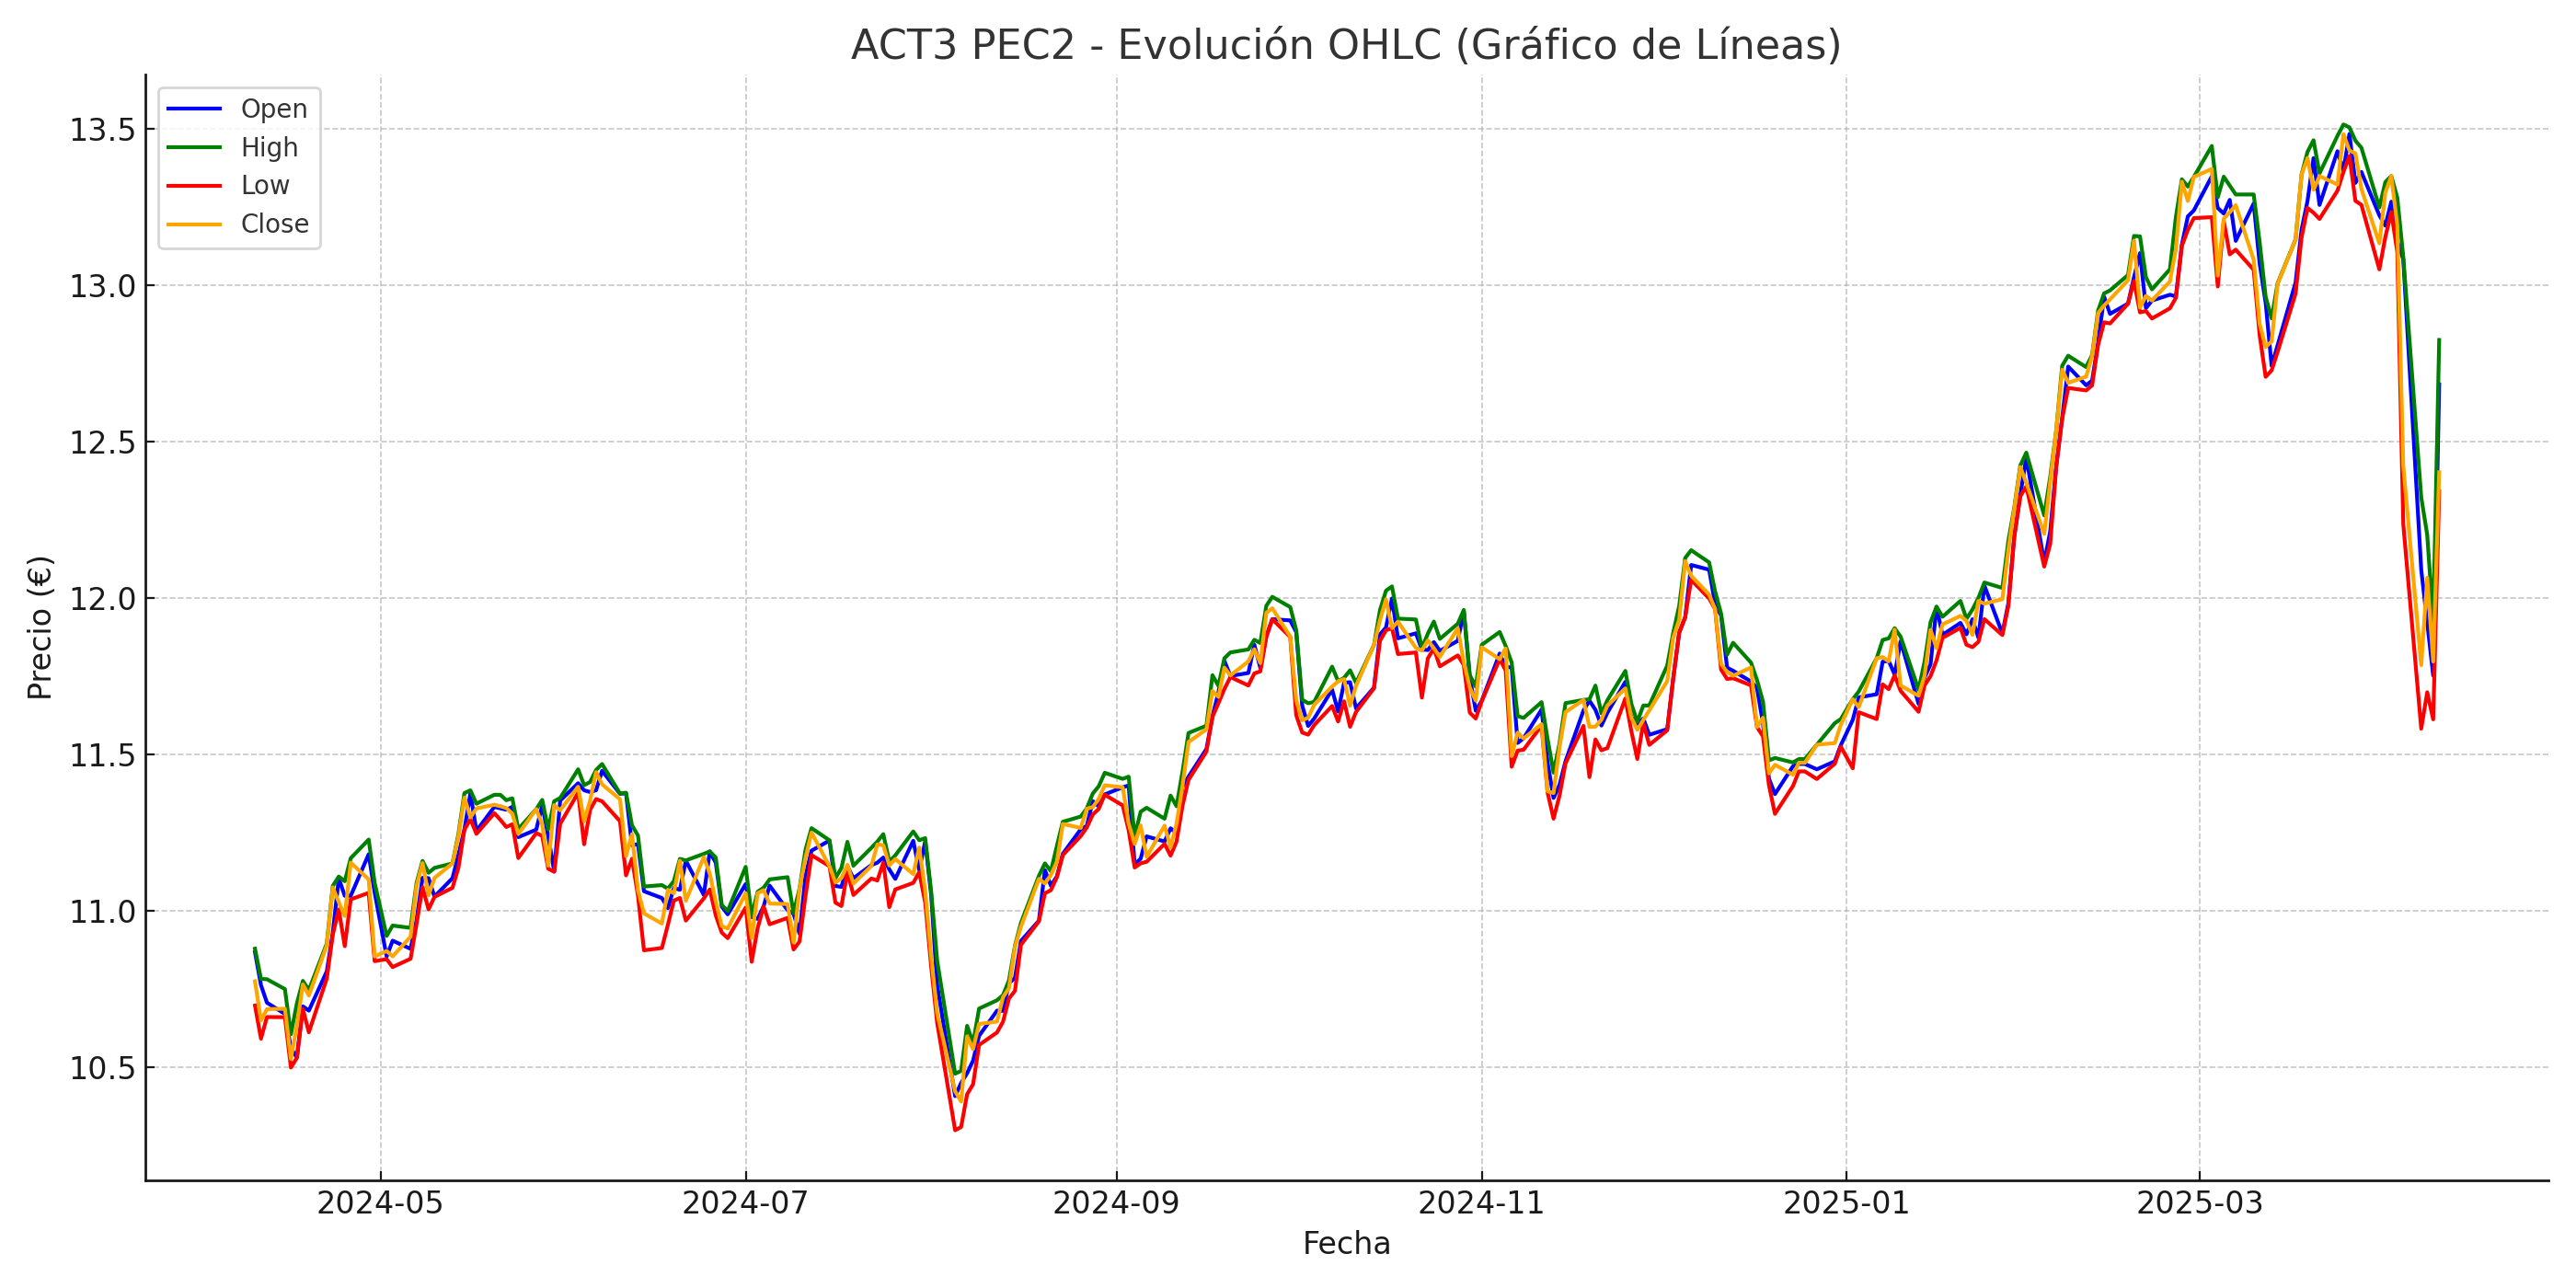 ACT3 PEC2 - Evolución OHLC (Gráfico de Líneas)
Open
High
Low
Close
Precio (€)
13.5
13.0
12.5
12.0
11.5
11.0
10.5
2024-05
2024-07
2024-09
2024-11
2025-01
2025-03
Fecha